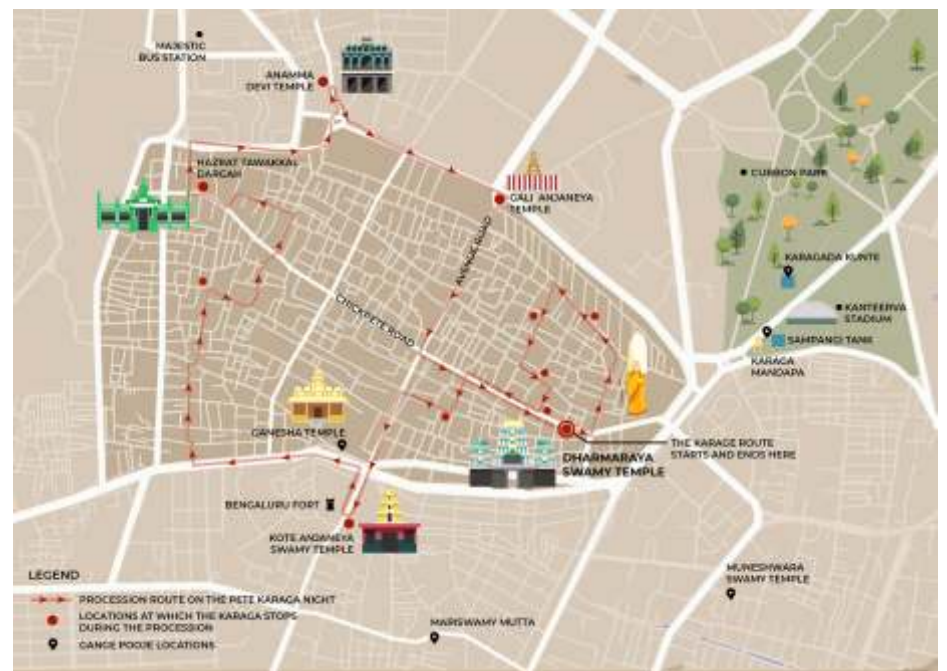 MAJESTIC
BUS STATION
ANAMMA
DEVI TEMPLE
HAZRAT TAWAKKAL
DARGAH
GALI ANJANEYA
TEMPLE
CUBBON PARK
AVENUE ROAD
KARAGADA KUNTE
CHICKPETE ROAD
KANTEERVA
STADIUM
SAMPANGI TANK
KARAGA
MANDAPA
GANESHA TEMPLE
THE KARAGE ROUTE
STARTS AND ENDS HERE
DHARMARAYA
SWAMY TEMPLE
BENGALURU FORT
KOTE ANJANEYA
SWAMY TEMPLE
MUNESHWARA
SWAMY TEMPLE
MARISWAMY MUTTA
LEGEND
PROCESSION ROUTE ON THE PETE KARAGA NIGHT
LOCATIONS AT WHICH THE KARAGA STOPS
DURING THE PROCESSION
GANGE POOJE LOCATIONS